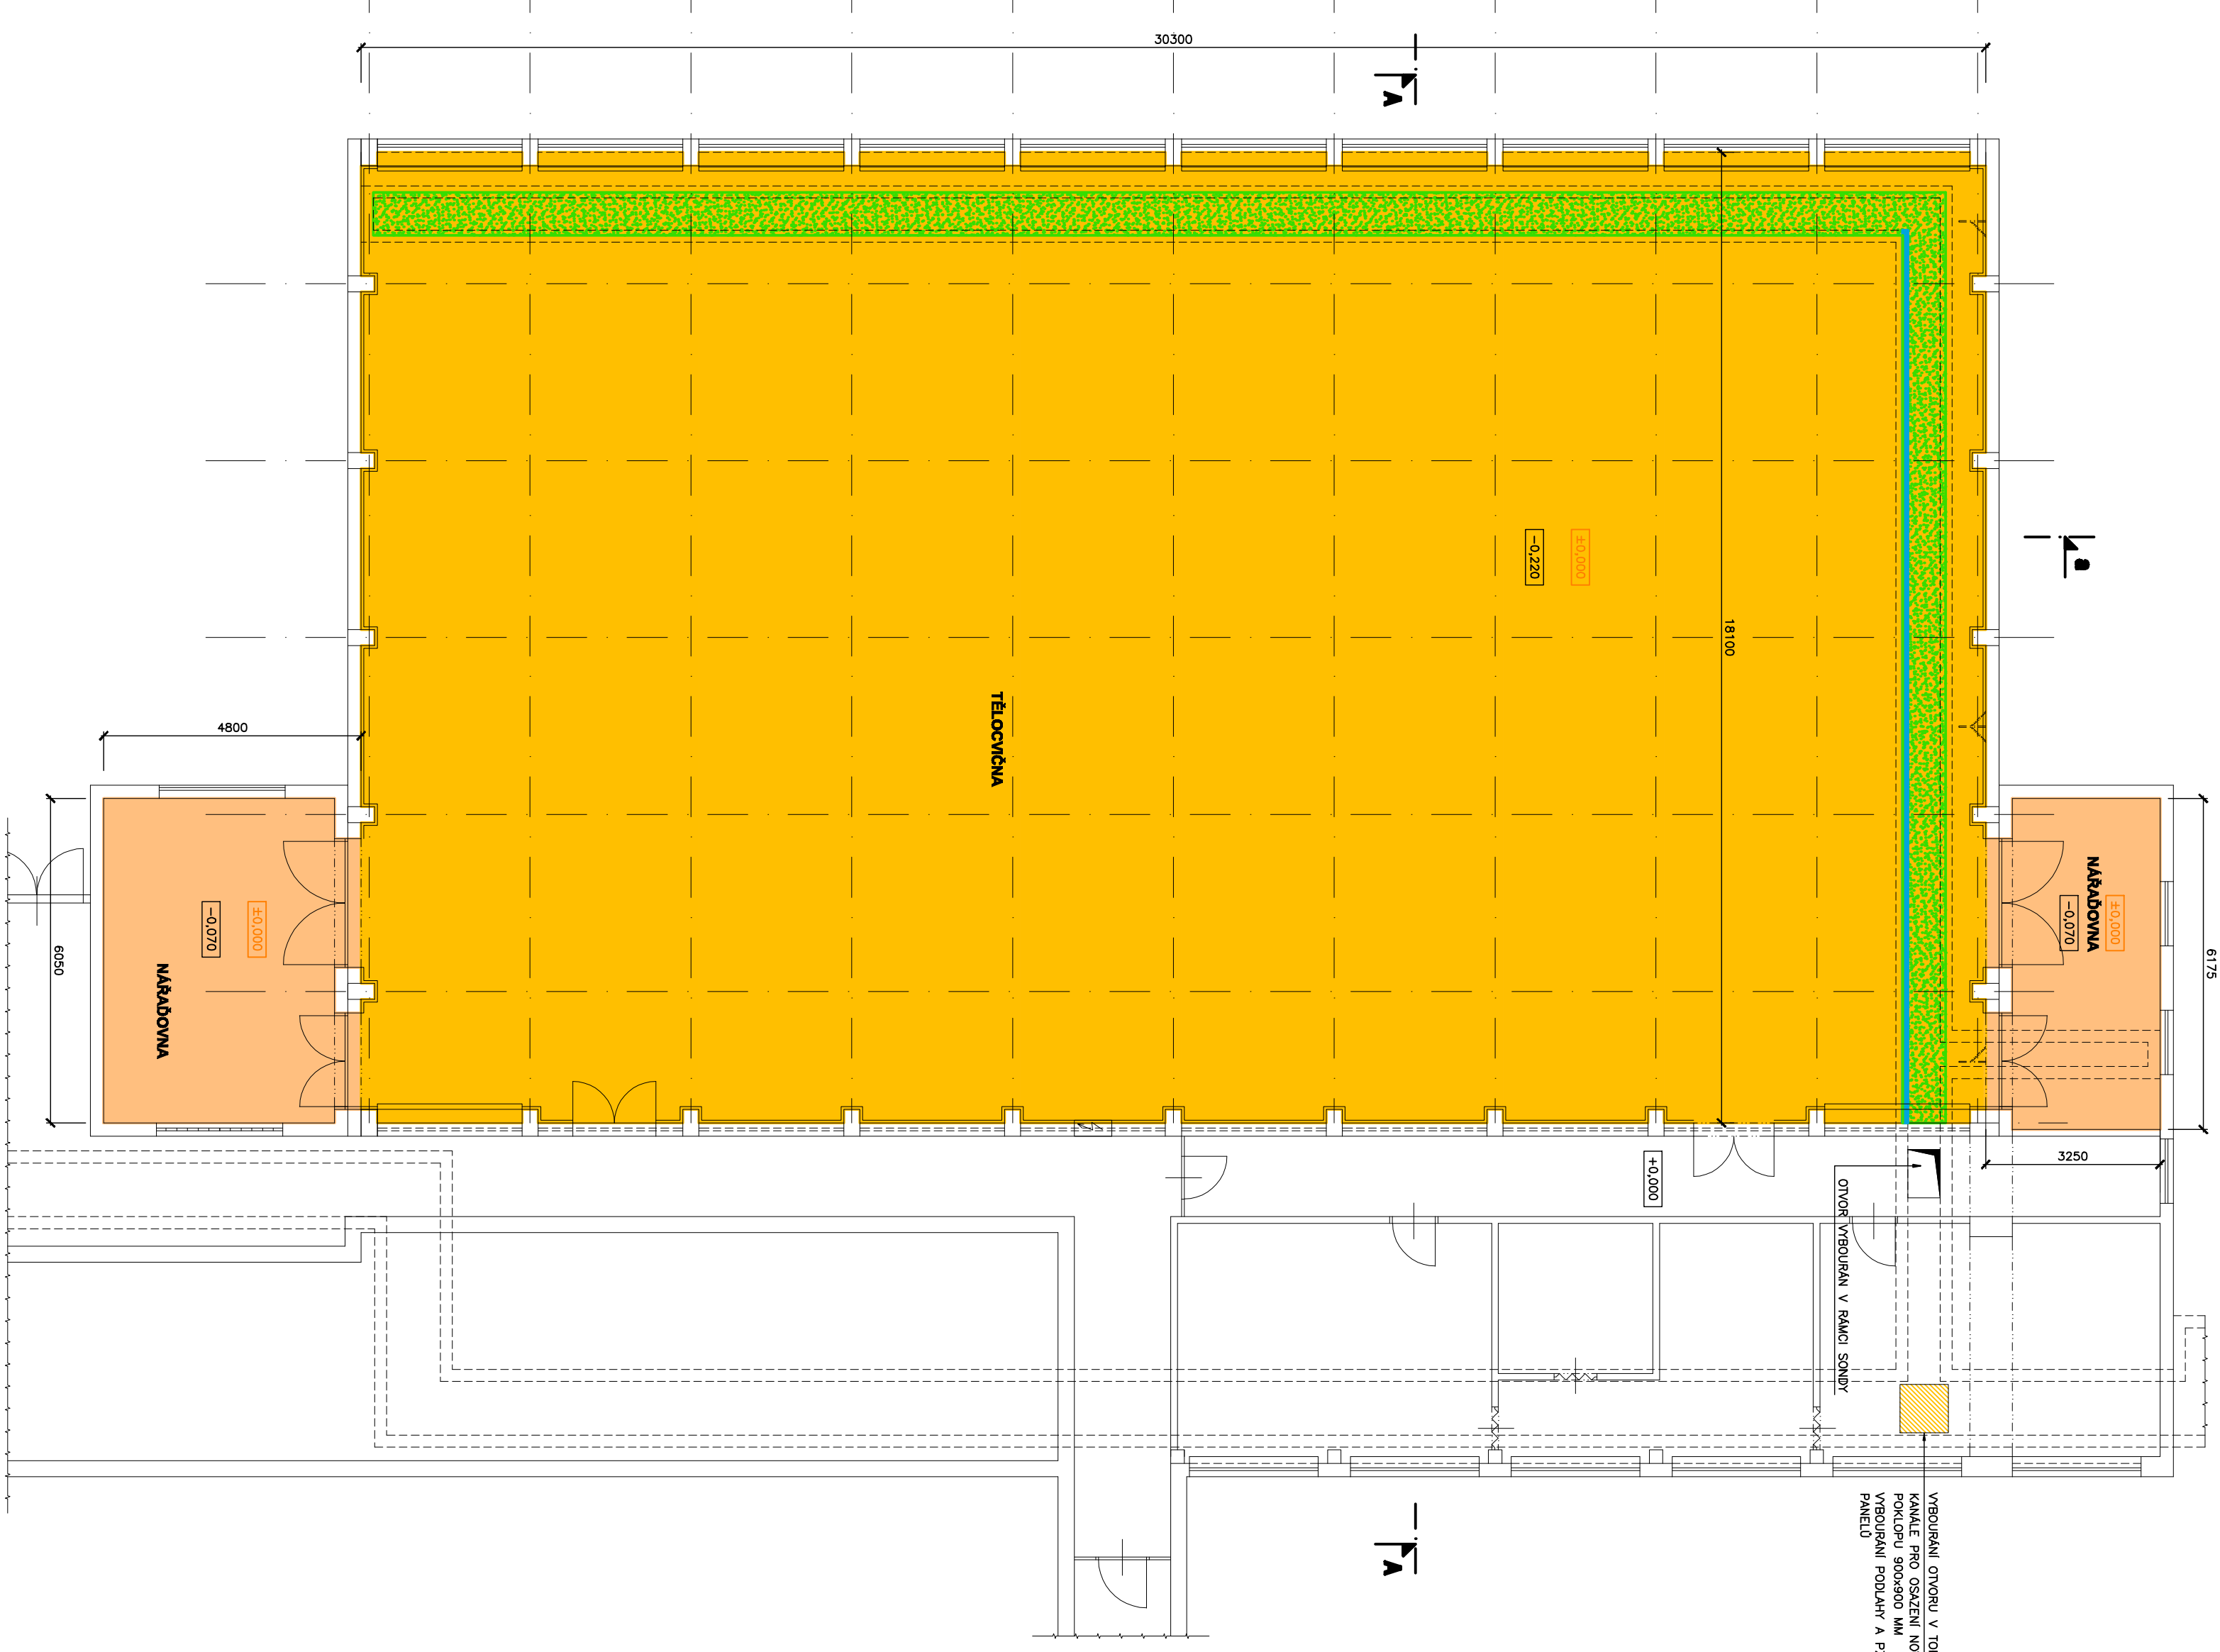 30300
A
B
±0,000
-0,220
18100
TĚLOCVIČNA
4800
±0,000
-0,070
NÁŘAĎOVNA
6050
NÁŘAĎOVNA
±0,000
-0,070
6175
3250
+0,000
OTVOR VYBOURÁN V RÁMCI SONDY
VYBOURÁNÍ OTVORU V
KANÁLE PRO OSAZENÍ
POKLOPU 900x900 MM
VYBOURÁNÍ PODLAHY A
PANELŮ
A